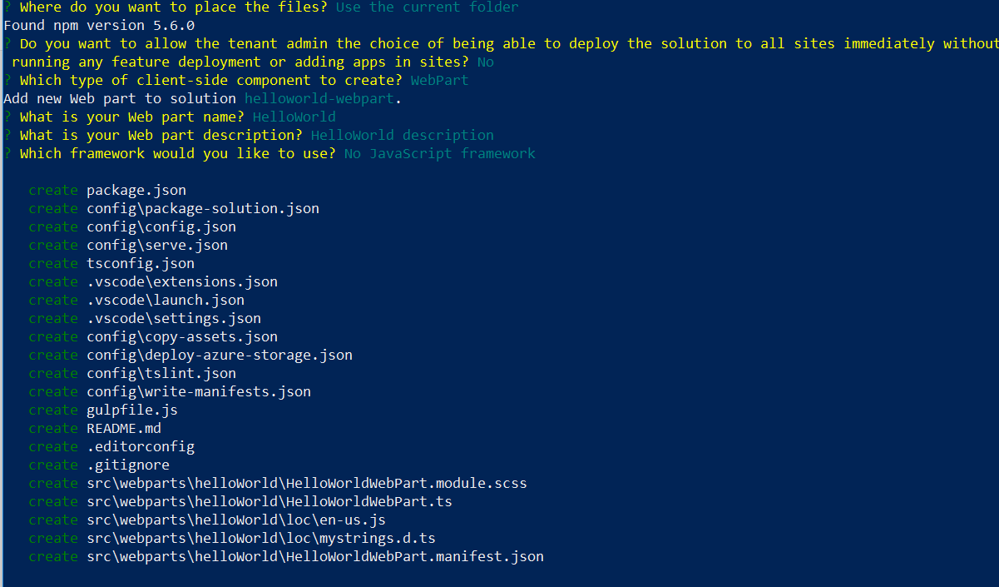 ? Where do you want to place the files? Use the current folder
Found npm version 5.6.0
? Do you want to allow the tenant admin the choice of being able to deploy the solution to all sites immediately without
running any feature deployment or adding apps in sites? No
? Which type of client-side component to create? WebPart
Add new Web part to solution helloworld-webpart.
? What is your Web part name? HelloWorld
? What is your Web part description? HelloWorld description
? Which framework would you like to use? No JavaScript framework
create package.json
create config\package-solution.json
create config\config.json
create config\serve.json
create tsconfig.json
create .vscode\extensions.json
create .vscode\launch.json
create .vscode\settings.json
create config\copy-assets.json
create config\deploy-azure-storage.json
create config\tslint.json
create config\write-manifests.json
create gulpfile.js
create README.md
create .editorconfig
create .gitignore
create src\webparts\helloWorld\HelloWorldWebPart.module.scss
create src\webparts\helloWorld\HelloWorldWebPart.ts
create src\webparts\helloWorld\loc\en-us.js
create src\webparts\helloWorld\loc\mystrings.d.ts
create src\webparts\helloWorld\HelloWorldWebPart.manifest.json